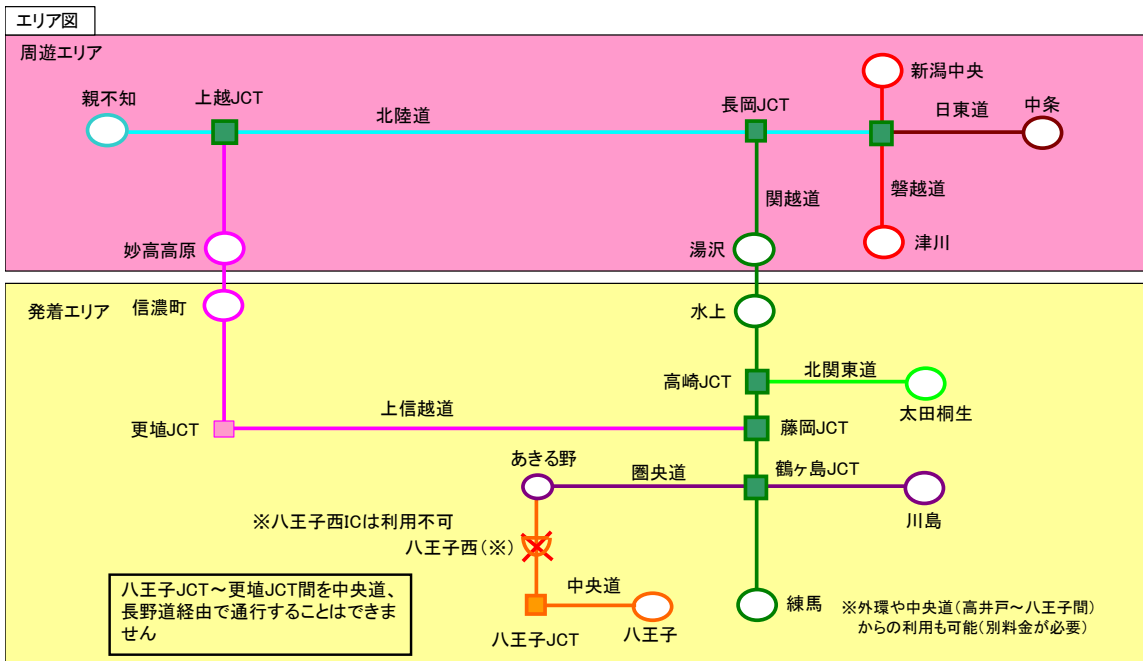 エリア図
周遊エリア
新潟中央
親不知
上越JCT
北陸道
長岡JCT
日東道
中条
関越道
磐越道
妙高高原
湯沢
津川
発着エリア
信濃町
水上
高崎JCT
北関東道
太田桐生
更埴JCT
上信越道
藤岡JCT
あきる野
圏央道
鶴ヶ島JCT
川島
※八王子西ICは利用不可
八王子西(※)
八王子JCT～更埴JCT間を中央道、
長野道経由で通行することはできま
せん
中央道
八王子JCT
八王子
練馬
※外環や中央道(高井戸～八王子間)
からの利用も可能(別料金が必要)